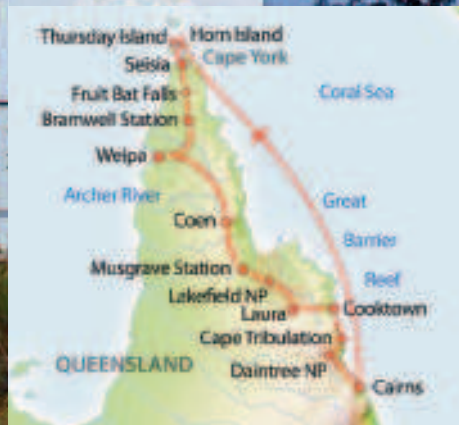 Thursday Island
Horn Island
Seisia
Cape York
Fruit Bat Falls
Coral Sea
Bramwell Station
Weipa
Archer River
Great
Coen
Barrier
Musgrave Station
Reef
Lakefield NP
Laura
Cooktown
Cape Tribulation
QUEENSLAND
Daintree NP
Cairns